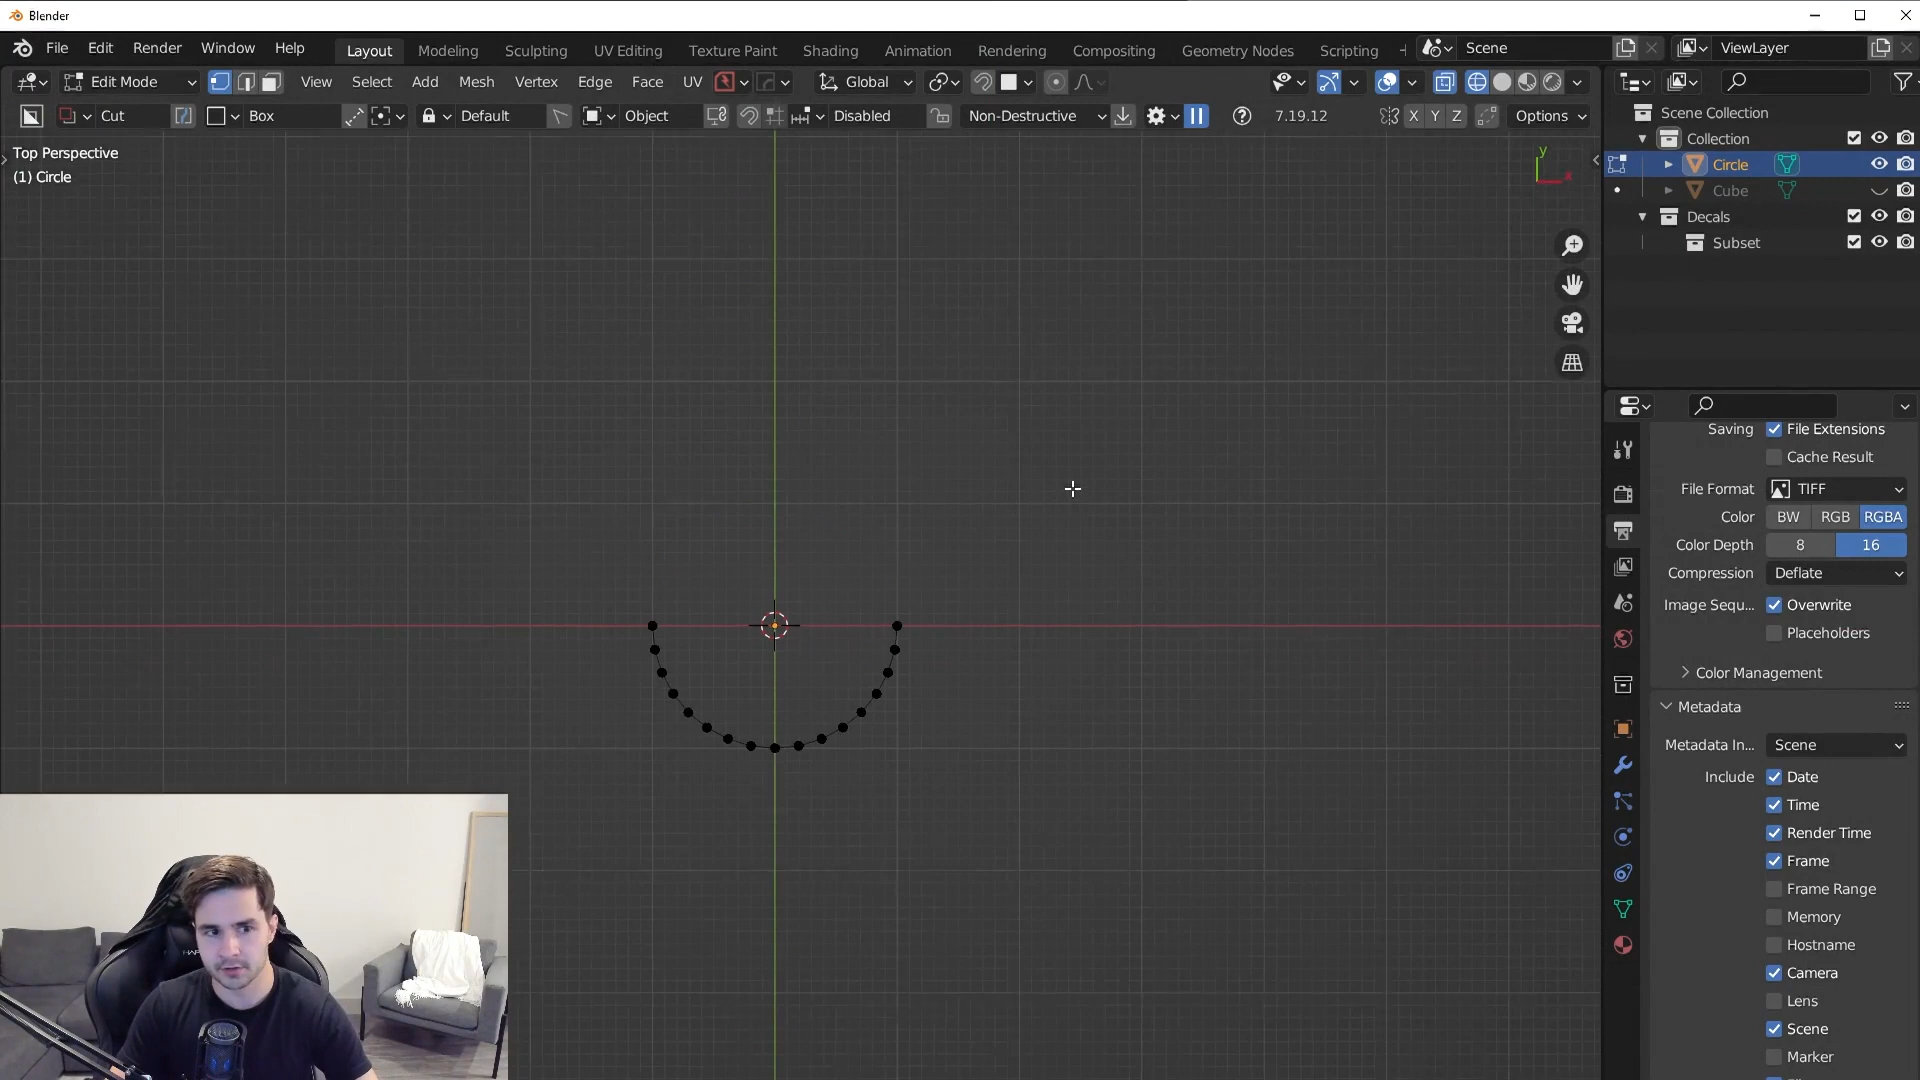 Blender
File Edit Render Window Help Layout Modeling Sculpting UV Editing Texture Paint Shading Animation Rendering Compositing Geometry Nodes Scripting Scene ViewLayer
Edit Mode View Select Add Mesh Vertex Edge Face UV Global
Cut Box Default Object Disabled Non-Destructive 7.19.12 X Y Z Options
Top Perspective
(1) Circle
y
x
Scene Collection
Collection
Circle
Cube
Decals
Subset
Saving File Extensions
Cache Result
File Format TIFF
Color BW RGB RGBA
Color Depth 8 16
Compression Deflate
Image Sequ... Overwrite
Placeholders
Color Management
Metadata
Metadata In... Scene
Include Date
Time
Render Time
Frame
Frame Range
Memory
Hostname
Camera
Lens
Scene
Marker